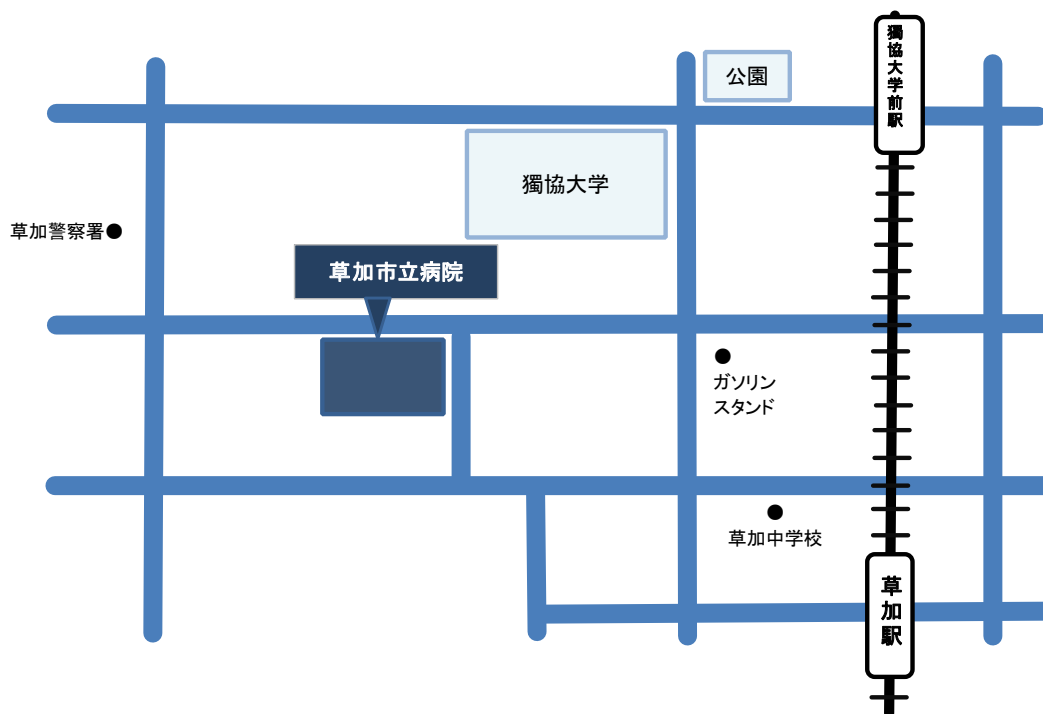 獨協大学前駅
公園
獨協大学
草加警察署
草加市立病院
ガソリン
スタンド
草加中学校
草加駅